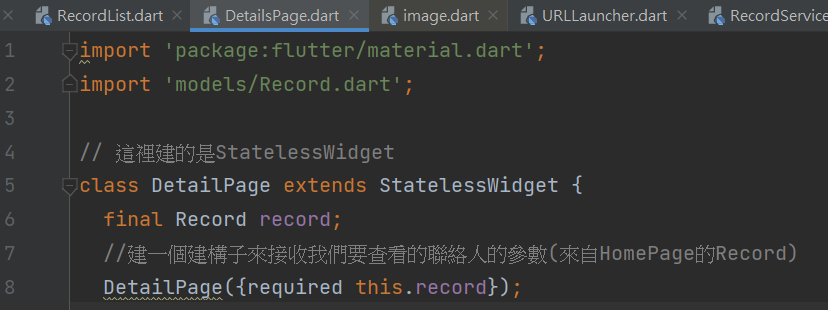 RecordList.dart × DetailsPage.dart × image.dart × URLLauncher.dart × RecordService
1 import 'package:flutter/material.dart';
2 import 'models/Record.dart';
3
4 // 這裡建的是StatelessWidget
5 class DetailPage extends StatelessWidget {
6 final Record record;
7 //建一個建構子來接收我們要查看的聯絡人的參數(來自HomePage的Record)
8 DetailPage({required this.record});